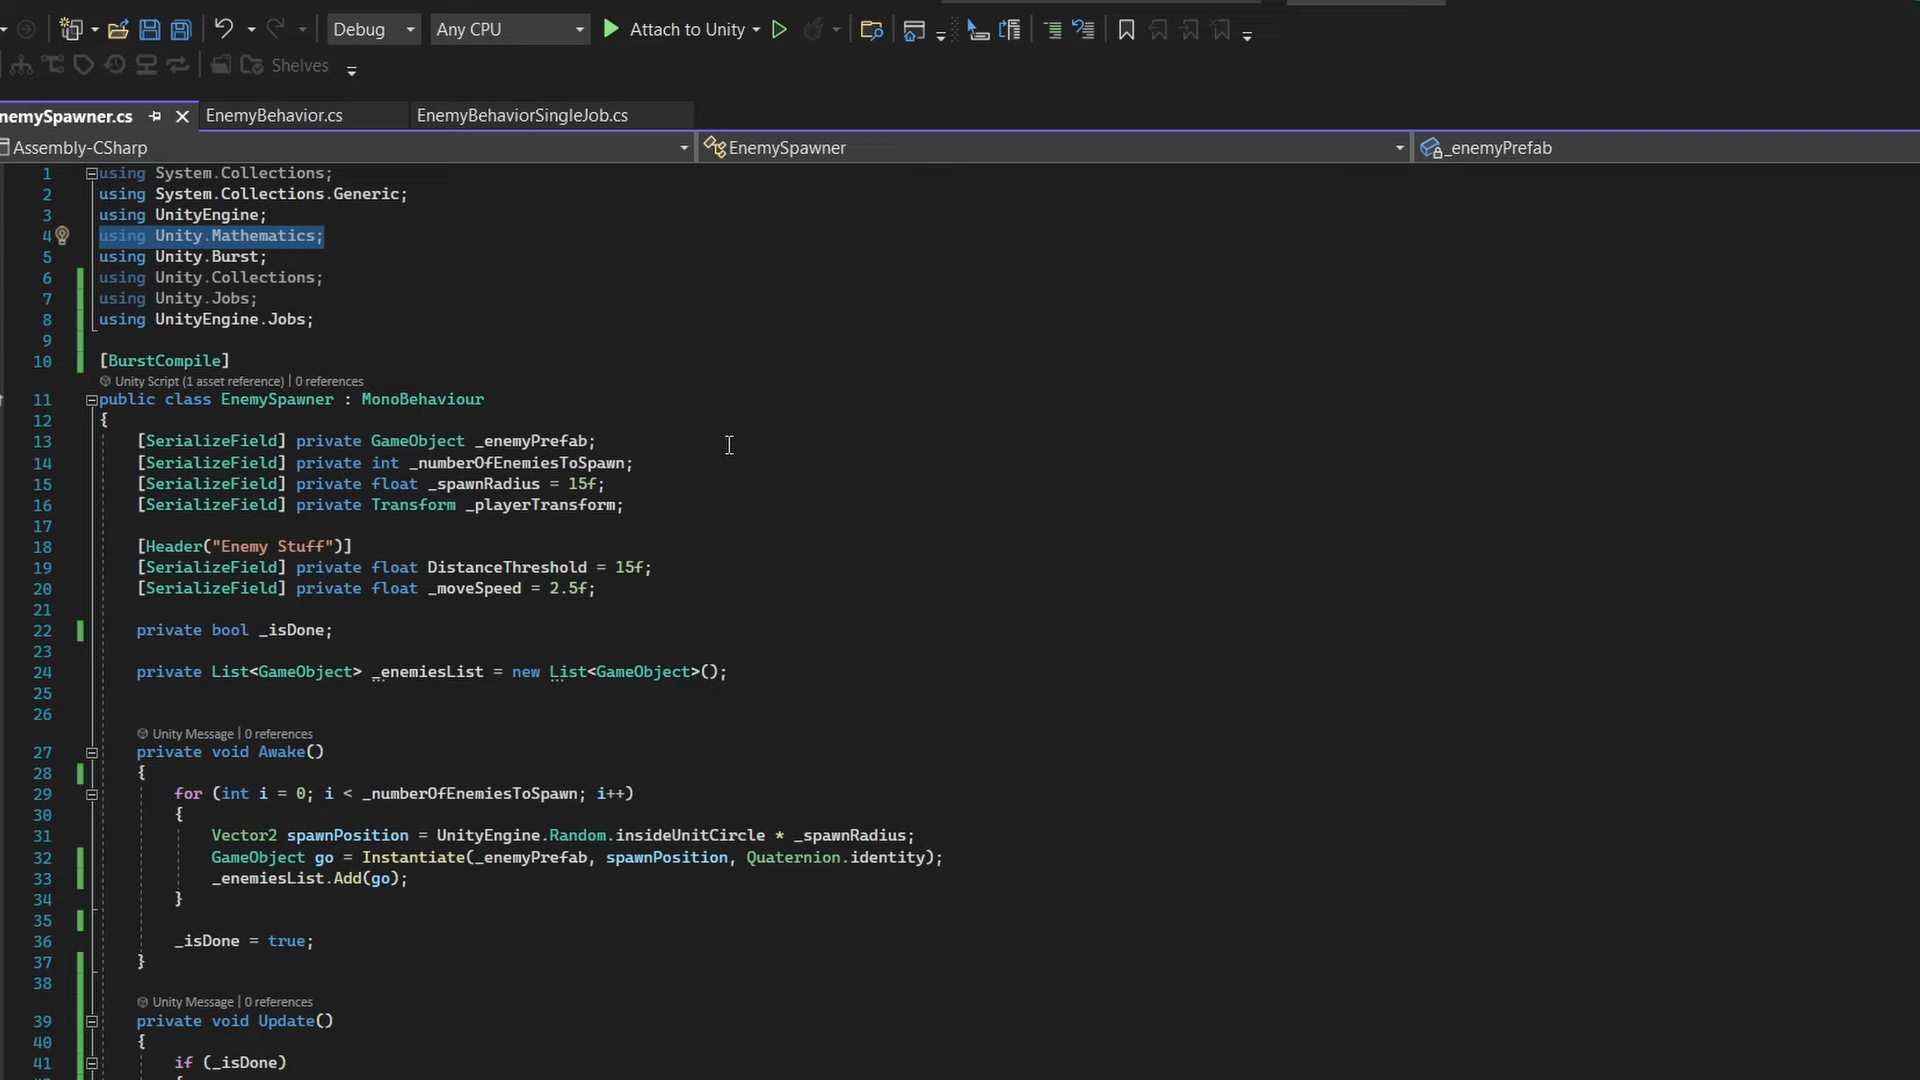 Debug Any CPU Attach to Unity
Shelves
nemySpawner.cs EnemyBehavior.cs EnemyBehaviorSingleJob.cs
Assembly-CSharp EnemySpawner _enemyPrefab
1 using System.Collections;
2 using System.Collections.Generic;
3 using UnityEngine;
4 using Unity.Mathematics;
5 using Unity.Burst;
6 using Unity.Collections;
7 using Unity.Jobs;
8 using UnityEngine.Jobs;
9
10 [BurstCompile]
Unity Script (1 asset reference) | 0 references
11 public class EnemySpawner : MonoBehaviour
12 {
13 [SerializeField] private GameObject _enemyPrefab;
14 [SerializeField] private int _numberOfEnemiesToSpawn;
15 [SerializeField] private float _spawnRadius = 15f;
16 [SerializeField] private Transform _playerTransform;
17
18 [Header("Enemy Stuff")]
19 [SerializeField] private float DistanceThreshold = 15f;
20 [SerializeField] private float _moveSpeed = 2.5f;
21
22 private bool _isDone;
23
24 private List<GameObject> _enemiesList = new List<GameObject>();
25
26
Unity Message | 0 references
27 private void Awake()
28 {
29 for (int i = 0; i < _numberOfEnemiesToSpawn; i++)
30 {
31 Vector2 spawnPosition = UnityEngine.Random.insideUnitCircle * _spawnRadius;
32 GameObject go = Instantiate(_enemyPrefab, spawnPosition, Quaternion.identity);
33 _enemiesList.Add(go);
34 }
35
36 _isDone = true;
37 }
38
Unity Message | 0 references
39 private void Update()
40 {
41 if (_isDone)